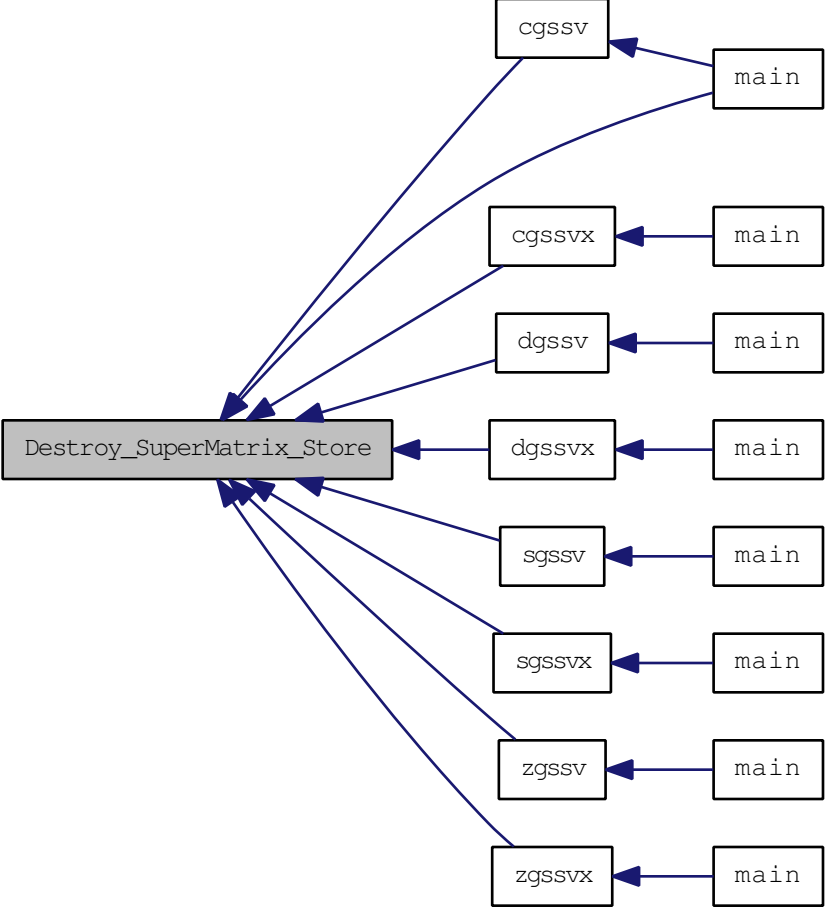 cgssv
main
cgssvx
main
dgssv
main
Destroy_SuperMatrix_Store
dgssvx
main
sgssv
main
sgssvx
main
zgssv
main
zgssvx
main